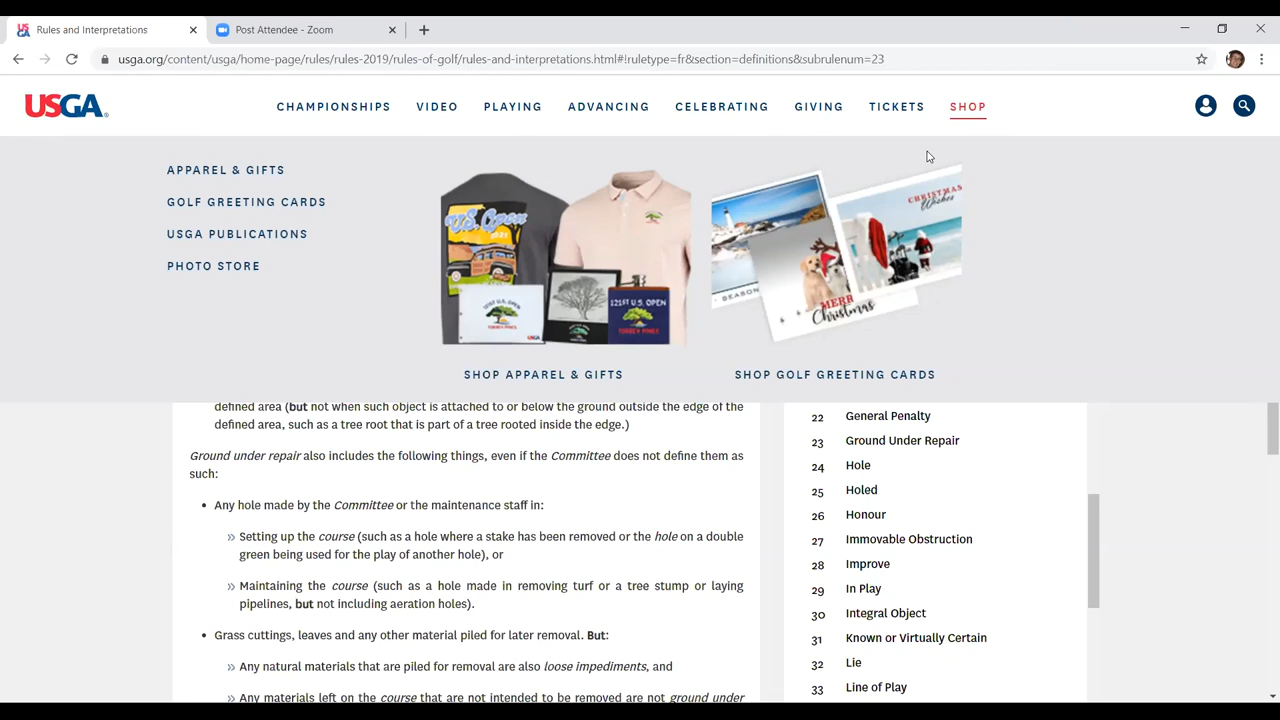 Rules and Interpretations
Post Attendee - Zoom
usga.org/content/usga/home-page/rules/rules-2019/rules-of-golf/rules-and-interpretations.html#!ruletype=fr&section=definitions&subrulenum=23
USGA
CHAMPIONSHIPS VIDEO PLAYING ADVANCING CELEBRATING GIVING TICKETS SHOP
APPAREL & GIFTS
GOLF GREETING CARDS
USGA PUBLICATIONS
PHOTO STORE
U.S. Open
2021
121ST U.S. OPEN
TORREY PINES
USGA
CHRISTMAS
Wishes
SEASON
MERR
Christmas
SHOP APPAREL & GIFTS
SHOP GOLF GREETING CARDS
defined area (but not when such object is attached to or below the ground outside the edge of the
defined area, such as a tree root that is part of a tree rooted inside the edge.)
Ground under repair also includes the following things, even if the Committee does not define them as
such:
• Any hole made by the Committee or the maintenance staff in:
» Setting up the course (such as a hole where a stake has been removed or the hole on a double
green being used for the play of another hole), or
» Maintaining the course (such as a hole made in removing turf or a tree stump or laying
pipelines, but not including aeration holes).
• Grass cuttings, leaves and any other material piled for later removal. But:
» Any natural materials that are piled for removal are also loose impediments, and
» Any materials left on the course that are not intended to be removed are not ground under
22 General Penalty
23 Ground Under Repair
24 Hole
25 Holed
26 Honour
27 Immovable Obstruction
28 Improve
29 In Play
30 Integral Object
31 Known or Virtually Certain
32 Lie
33 Line of Play